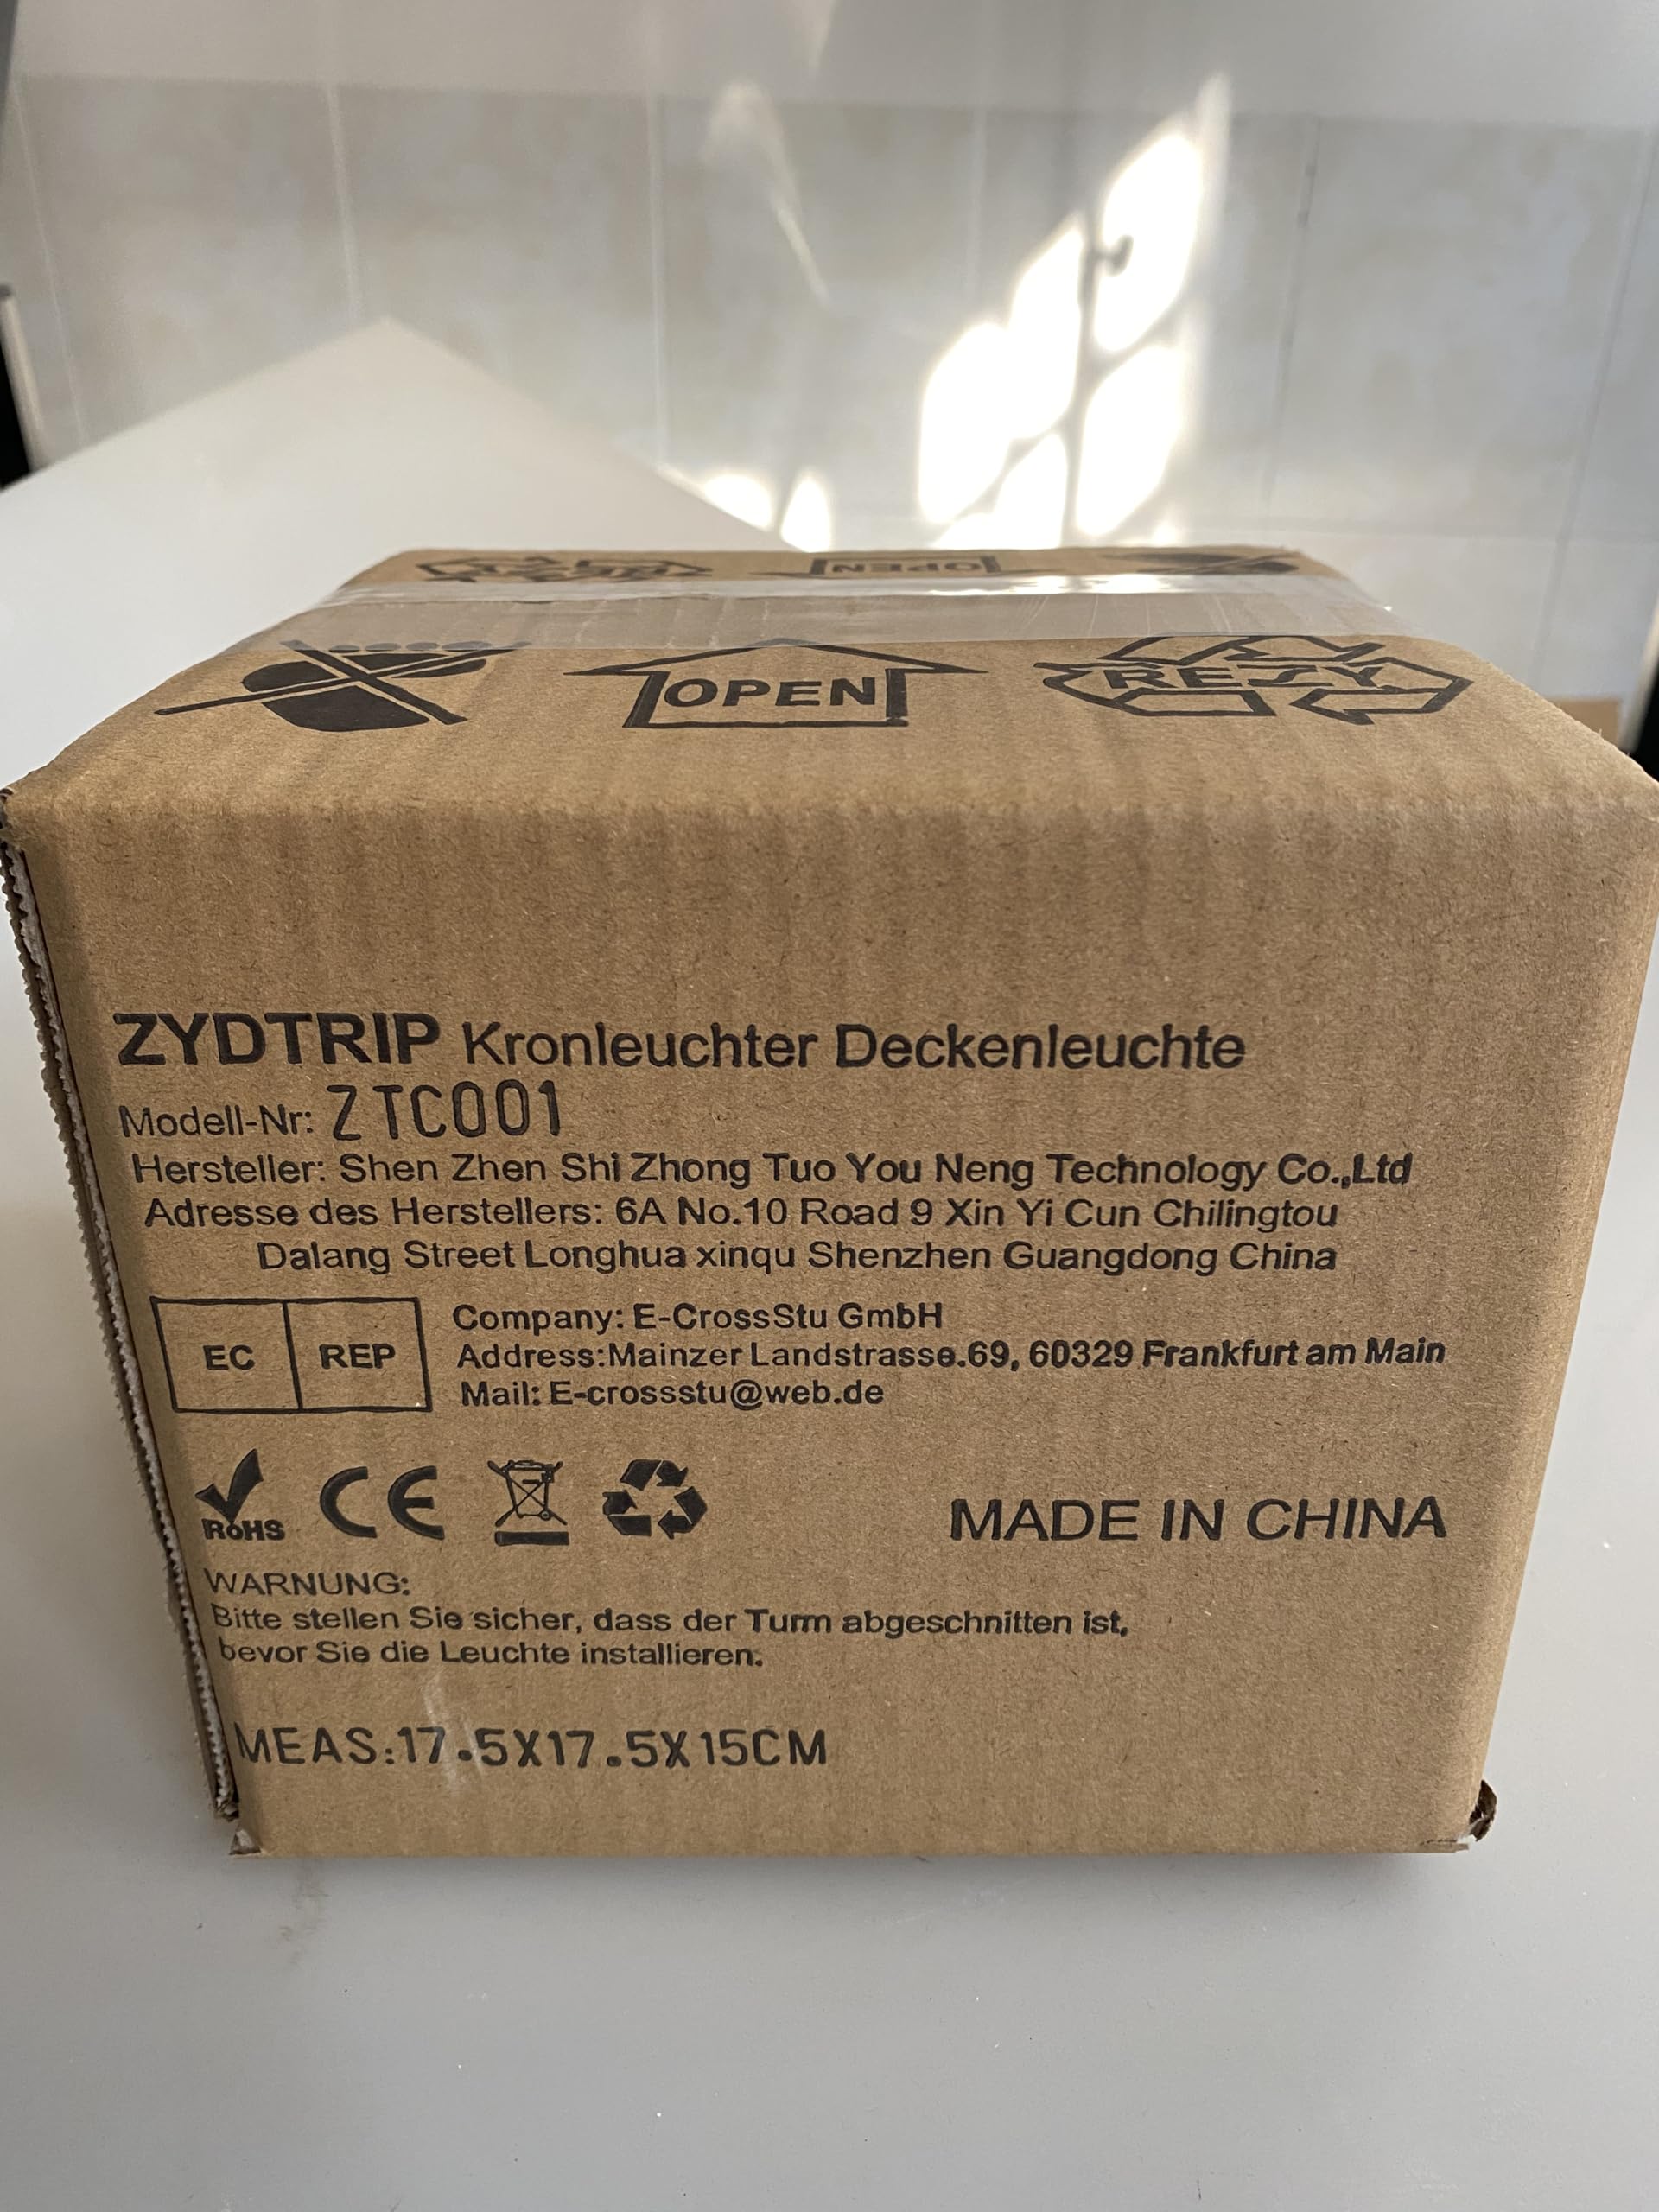 OPEN
OPEN
RESY
ZYDTRIP Kronleuchter Deckenleuchte
Modell-Nr: ZTC001
Hersteller: Shen Zhen Shi Zhong Tuo You Neng Technology Co.,Ltd
Adresse des Herstellers: 6A No.10 Road 9 Xin Yi Cun Chilingtou
Dalang Street Longhua xinqu Shenzhen Guangdong China
EC REP
Company: E-CrossStu GmbH
Address:Mainzer Landstrasse.69, 60329 Frankfurt am Main
Mail: E-crossstu@web.de
RoHS CE
MADE IN CHINA
WARNUNG:
Bitte stellen Sie sicher, dass der Turm abgeschnitten ist,
bevor Sie die Leuchte installieren.
MEAS:17.5X17.5X15CM